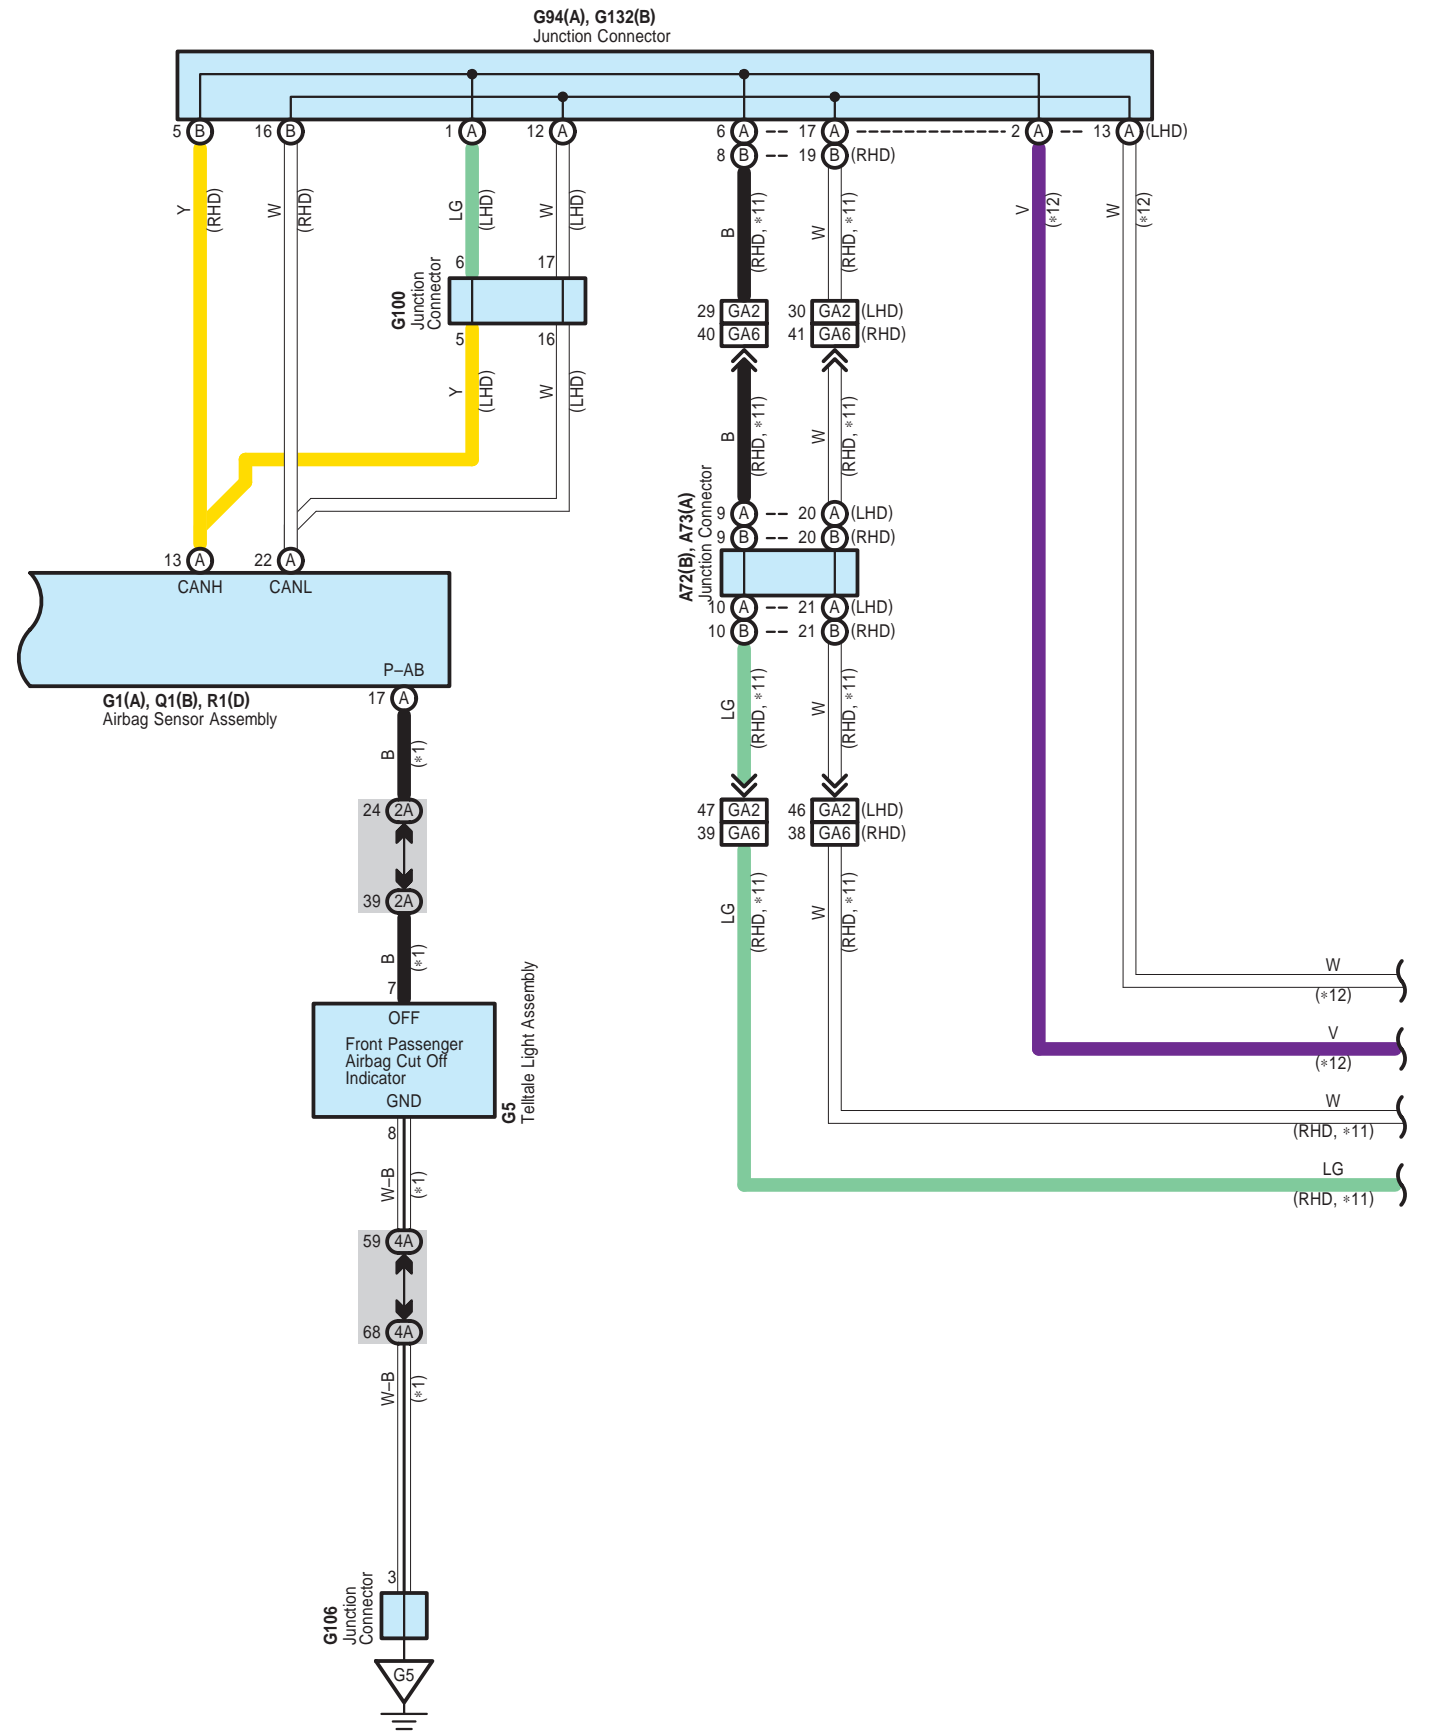 G94(A), G132(B)
Junction Connector
5 B 16 B 1 A 12 A 6 A 17 A 2 A 13 A (LHD)
8 B 19 B (RHD)
Y (RHD)
W (RHD)
LG (LHD)
W (LHD)
B (RHD, *11)
W (RHD, *11)
V (*12)
W (*12)
6 17
G100
Junction
Connector
5 16
29 GA2 30 GA2 (LHD)
40 GA6 41 GA6 (RHD)
Y (LHD)
W (LHD)
B (RHD, *11)
W (RHD, *11)
9 A 20 A (LHD)
9 B 20 B (RHD)
A72(B), A73(A)
Junction Connector
10 A 21 A (LHD)
10 B 21 B (RHD)
13 A 22 A
CANH CANL
P–AB
G1(A), Q1(B), R1(D)
Airbag Sensor Assembly
17 A
B (*1)
LG (RHD, *11)
W (RHD, *11)
24 2A
47 GA2 46 GA2 (LHD)
39 GA6 38 GA6 (RHD)
39 2A
LG (RHD, *11)
W (RHD, *11)
B (*1)
7
OFF
Front Passenger
Airbag Cut Off
Indicator
GND
G5
Telltale Light Assembly
8
W
(*12)
V
(*12)
W
(RHD, *11)
LG
(RHD, *11)
W–B (*1)
59 4A
68 4A
W–B (*1)
3
G106
Junction
Connector
G5